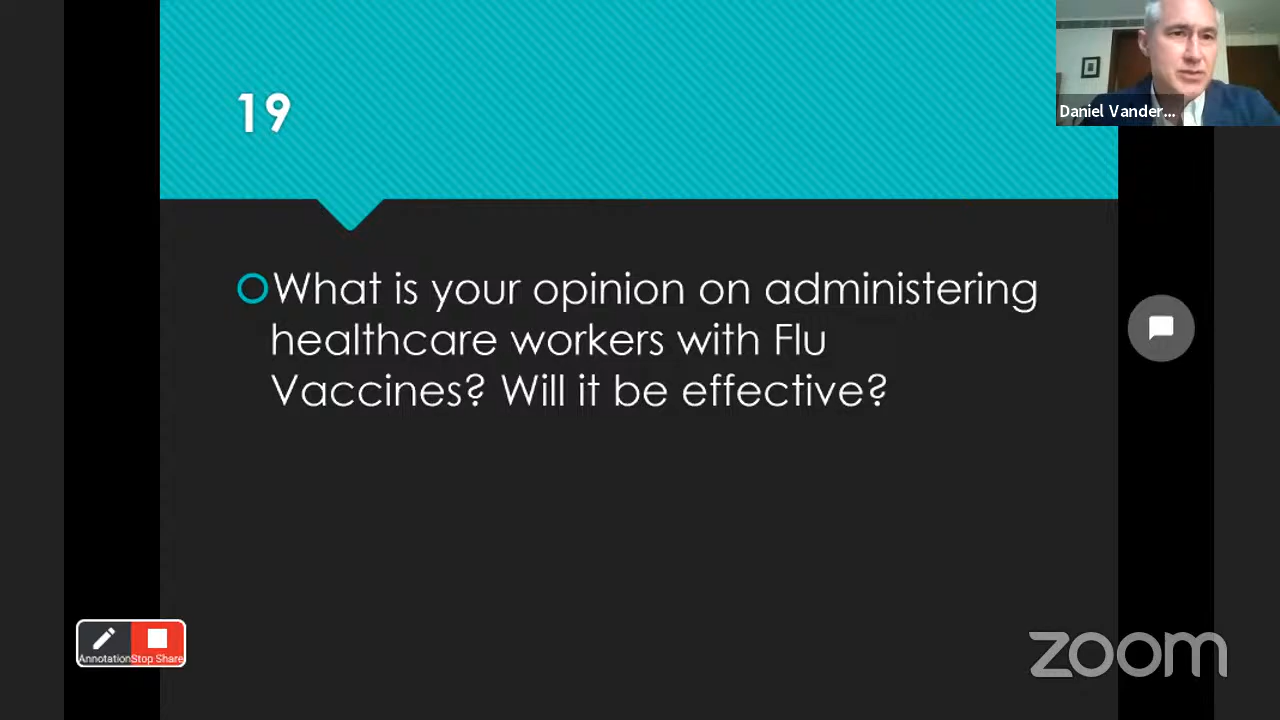 19
Daniel Vander...
What is your opinion on administering
healthcare workers with Flu
Vaccines? Will it be effective?
Annotation Stop Share
zoom